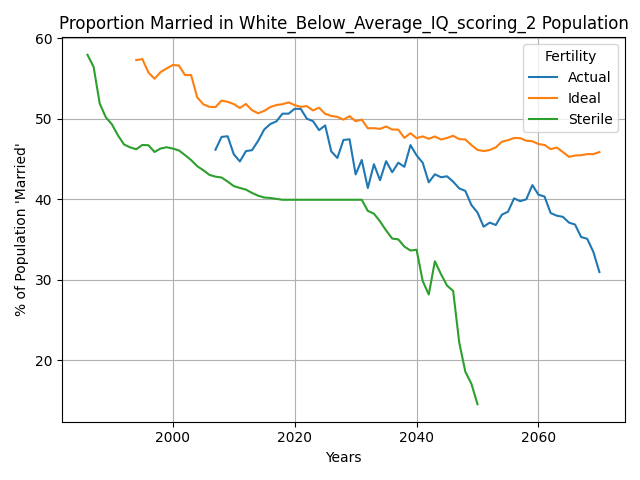 Proportion Married in White_Below_Average_IQ_scoring_2 Population
% of Population 'Married'
60
50
40
30
20
Fertility
Actual
Ideal
Sterile
2000
2020
2040
2060
Years